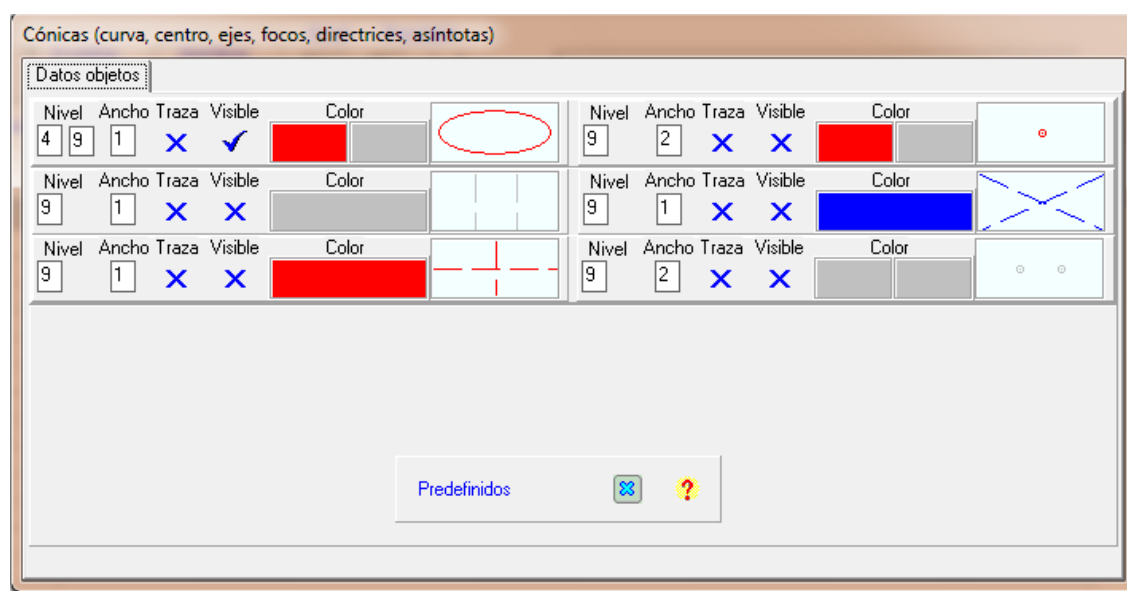 Cónicas (curva, centro, ejes, focos, directrices, asíntotas)
Datos objetos
Nivel Ancho Traza Visible Color Nivel Ancho Traza Visible Color
4 9 1 9 2
Nivel Ancho Traza Visible Color Nivel Ancho Traza Visible Color
9 1 9 1
Nivel Ancho Traza Visible Color Nivel Ancho Traza Visible Color
9 1 9 2
Predefinidos ?